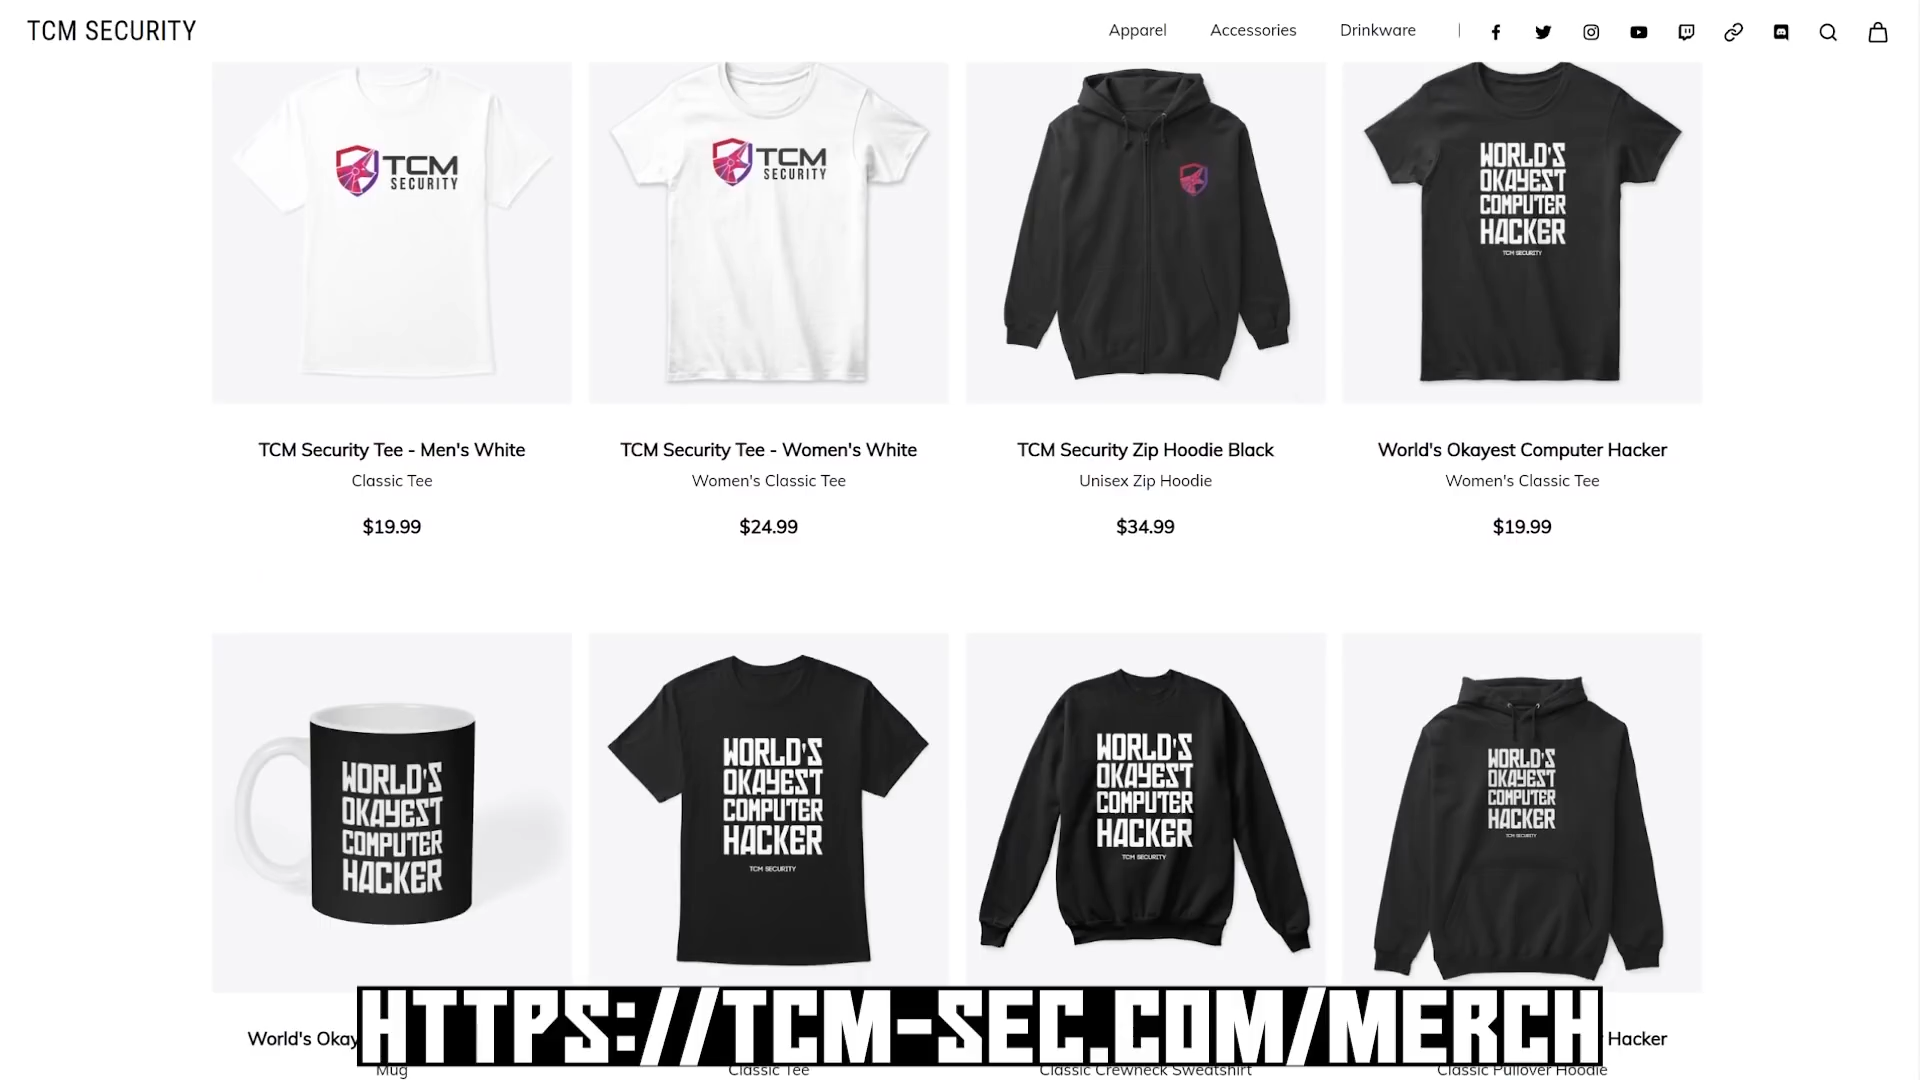 TCM SECURITY
Apparel Accessories Drinkware
TCM
SECURITY
TCM
SECURITY
WORLD'S
OKAYEST
COMPUTER
HACKER
TCM SECURITY
TCM Security Tee - Men's White
Classic Tee
$19.99
TCM Security Tee - Women's White
Women's Classic Tee
$24.99
TCM Security Zip Hoodie Black
Unisex Zip Hoodie
$34.99
World's Okayest Computer Hacker
Women's Classic Tee
$19.99
WORLD'S
OKAYEST
COMPUTER
HACKER
WORLD'S
OKAYEST
COMPUTER
HACKER
TCM SECURITY
WORLD'S
OKAYEST
COMPUTER
HACKER
TCM SECURITY
WORLD'S
OKAYEST
COMPUTER
HACKER
TCM SECURITY
World's Okay
Hacker
HTTPS://TCM-SEC.COM/MERCH
Mug
Classic Tee
Classic Crewneck Sweatshirt
Classic Pullover Hoodie